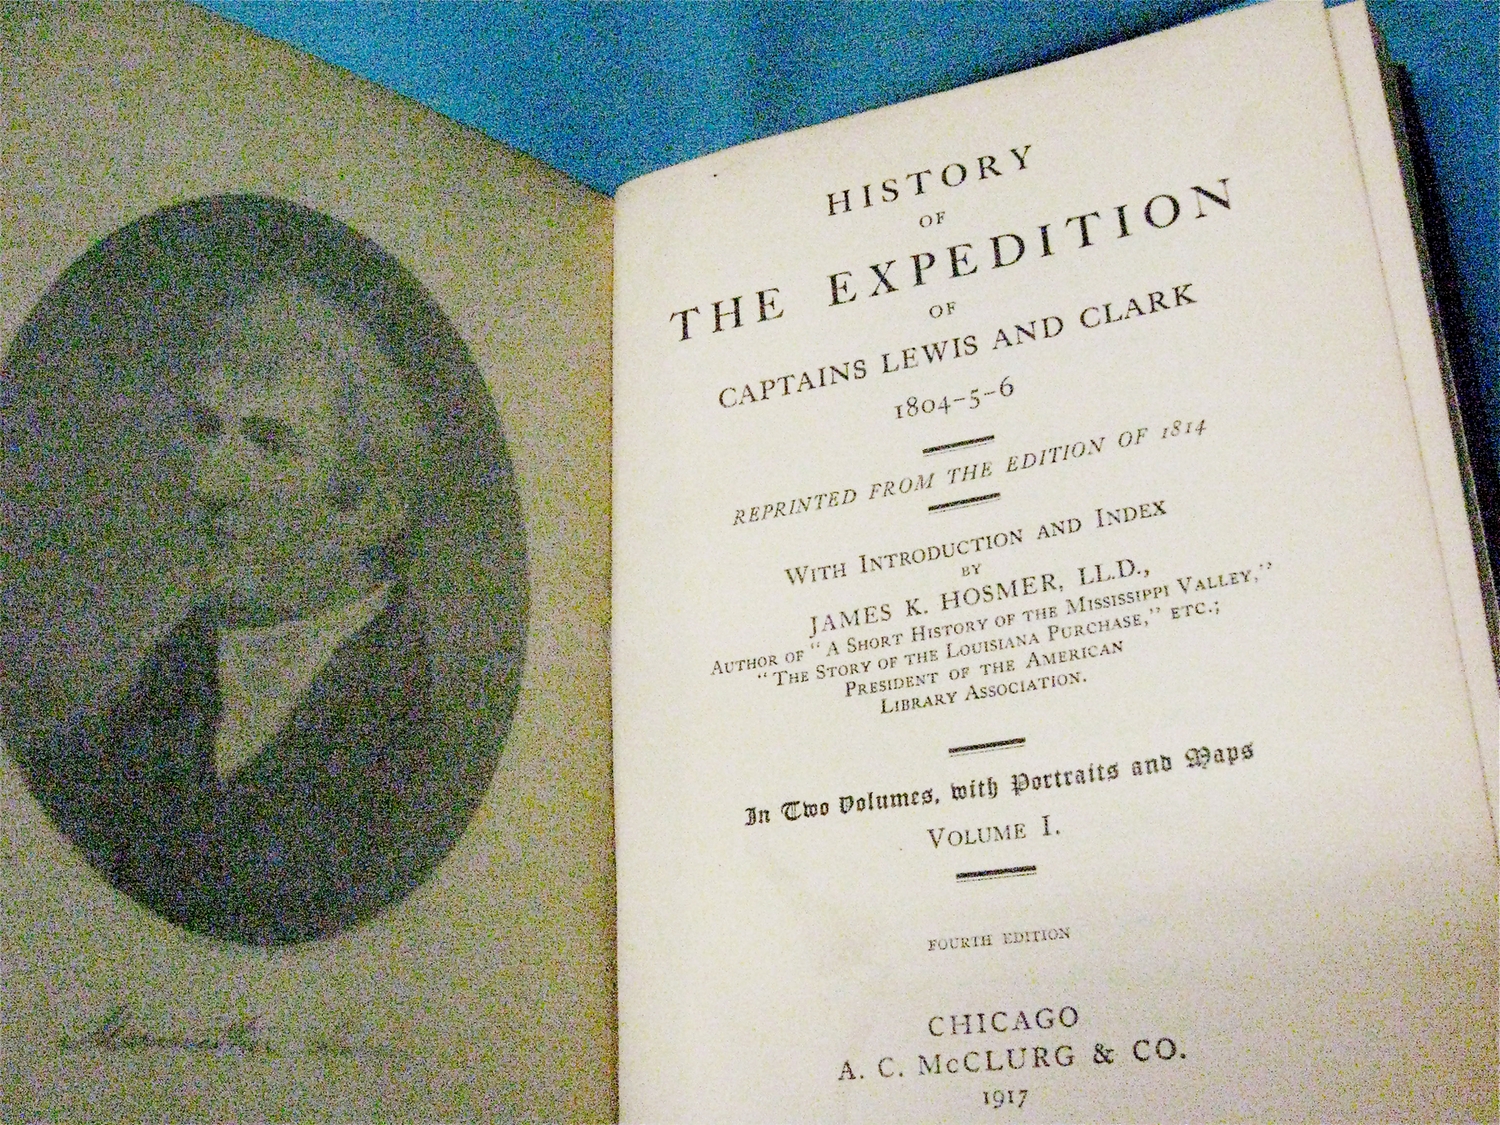 HISTORY
OF
THE EXPEDITION
OF
CAPTAINS LEWIS AND CLARK
1804-5-6
REPRINTED FROM THE EDITION OF 1814
WITH INTRODUCTION AND INDEX
BY
JAMES K. HOSMER, LL.D.,
AUTHOR OF "A SHORT HISTORY OF THE MISSISSIPPI VALLEY,"
"THE STORY OF THE LOUISIANA PURCHASE," ETC.;
PRESIDENT OF THE AMERICAN
LIBRARY ASSOCIATION.
In Two Volumes, with Portraits and Maps
VOLUME I.
FOURTH EDITION
CHICAGO
A. C. McCLURG & CO.
1917